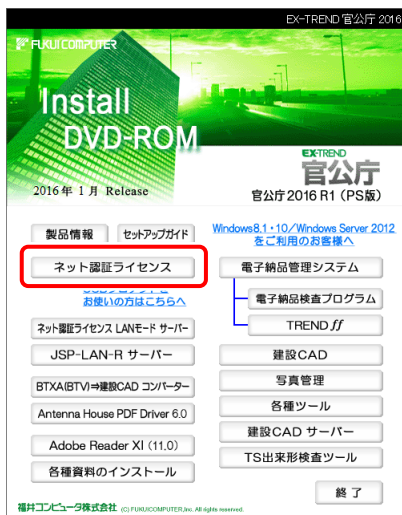 EX-TREND 官公庁 2016
FUKUI COMPUTER
Install
DVD-ROM
2016年 1月 Release
EX-TREND
官公庁
官公庁2016 R1 (PS版)
製品情報
セットアップガイド
Windows8.1・10/Windows Server 2012
をご利用のお客様へ
ネット認証ライセンス
お使いの方はこちらへ
ネット認証ライセンス LANモード サーバー
JSP-LAN-R サーバー
BTXA(BTV)⇒建設CAD コンバーター
Antenna House PDF Driver 6.0
Adobe Reader XI (11.0)
各種資料のインストール
電子納品管理システム
電子納品検査プログラム
TREND ff
建設CAD
写真管理
各種ツール
建設CAD サーバー
TS出来形検査ツール
終 了
福井コンピュータ株式会社 (C) FUKUICOMPUTER,Inc. All rights reserved.